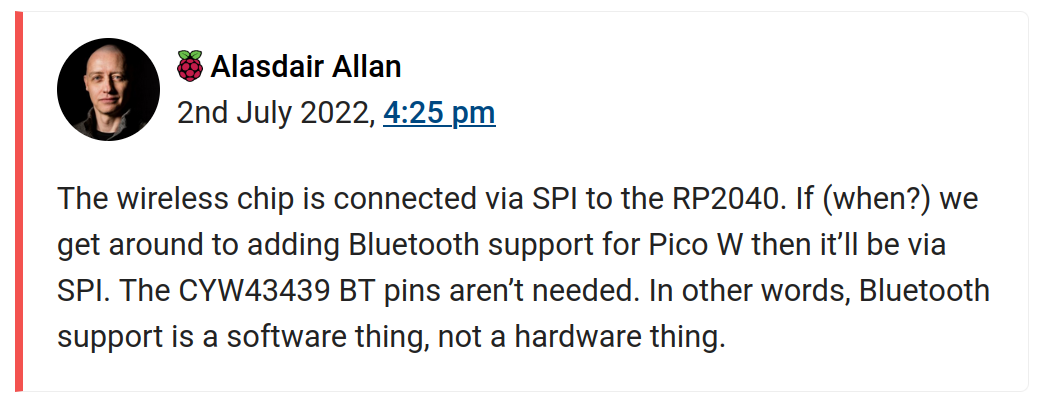 Alasdair Allan
2nd July 2022, 4:25 pm
The wireless chip is connected via SPI to the RP2040. If (when?) we
get around to adding Bluetooth support for Pico W then it’ll be via
SPI. The CYW43439 BT pins aren’t needed. In other words, Bluetooth
support is a software thing, not a hardware thing.